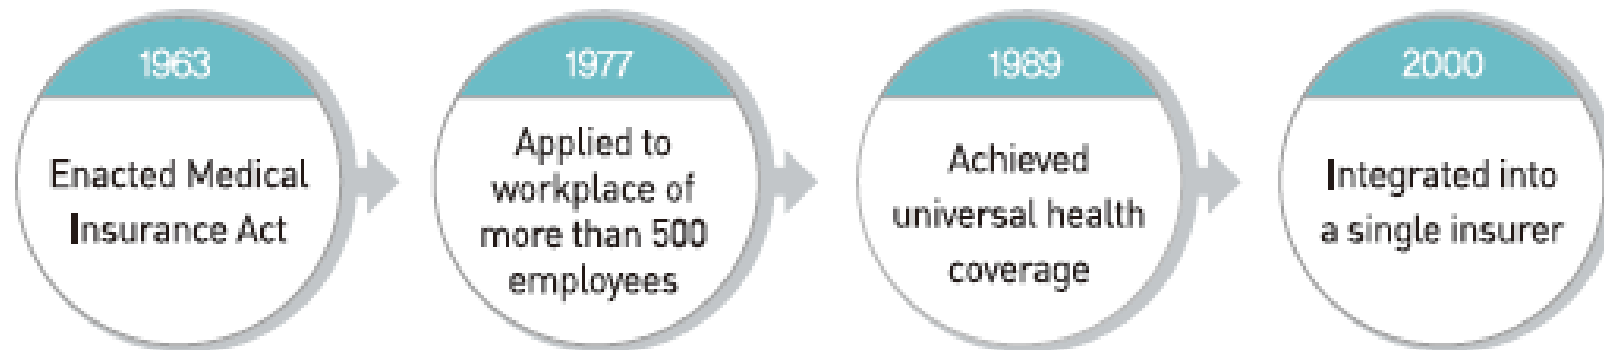 1963
Enacted Medical
Insurance Act
1977
Applied to
workplace of
more than 500
employees
1989
Achieved
universal health
coverage
2000
Integrated into
a single insurer